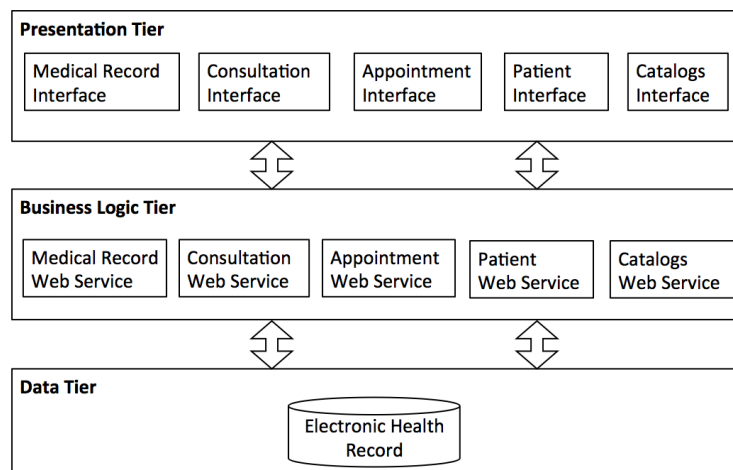 Presentation Tier
Medical Record
Interface
Consultation
Interface
Appointment
Interface
Patient
Interface
Catalogs
Interface
Business Logic Tier
Medical Record
Web Service
Consultation
Web Service
Appointment
Web Service
Patient
Web Service
Catalogs
Web Service
Data Tier
Electronic Health
Record